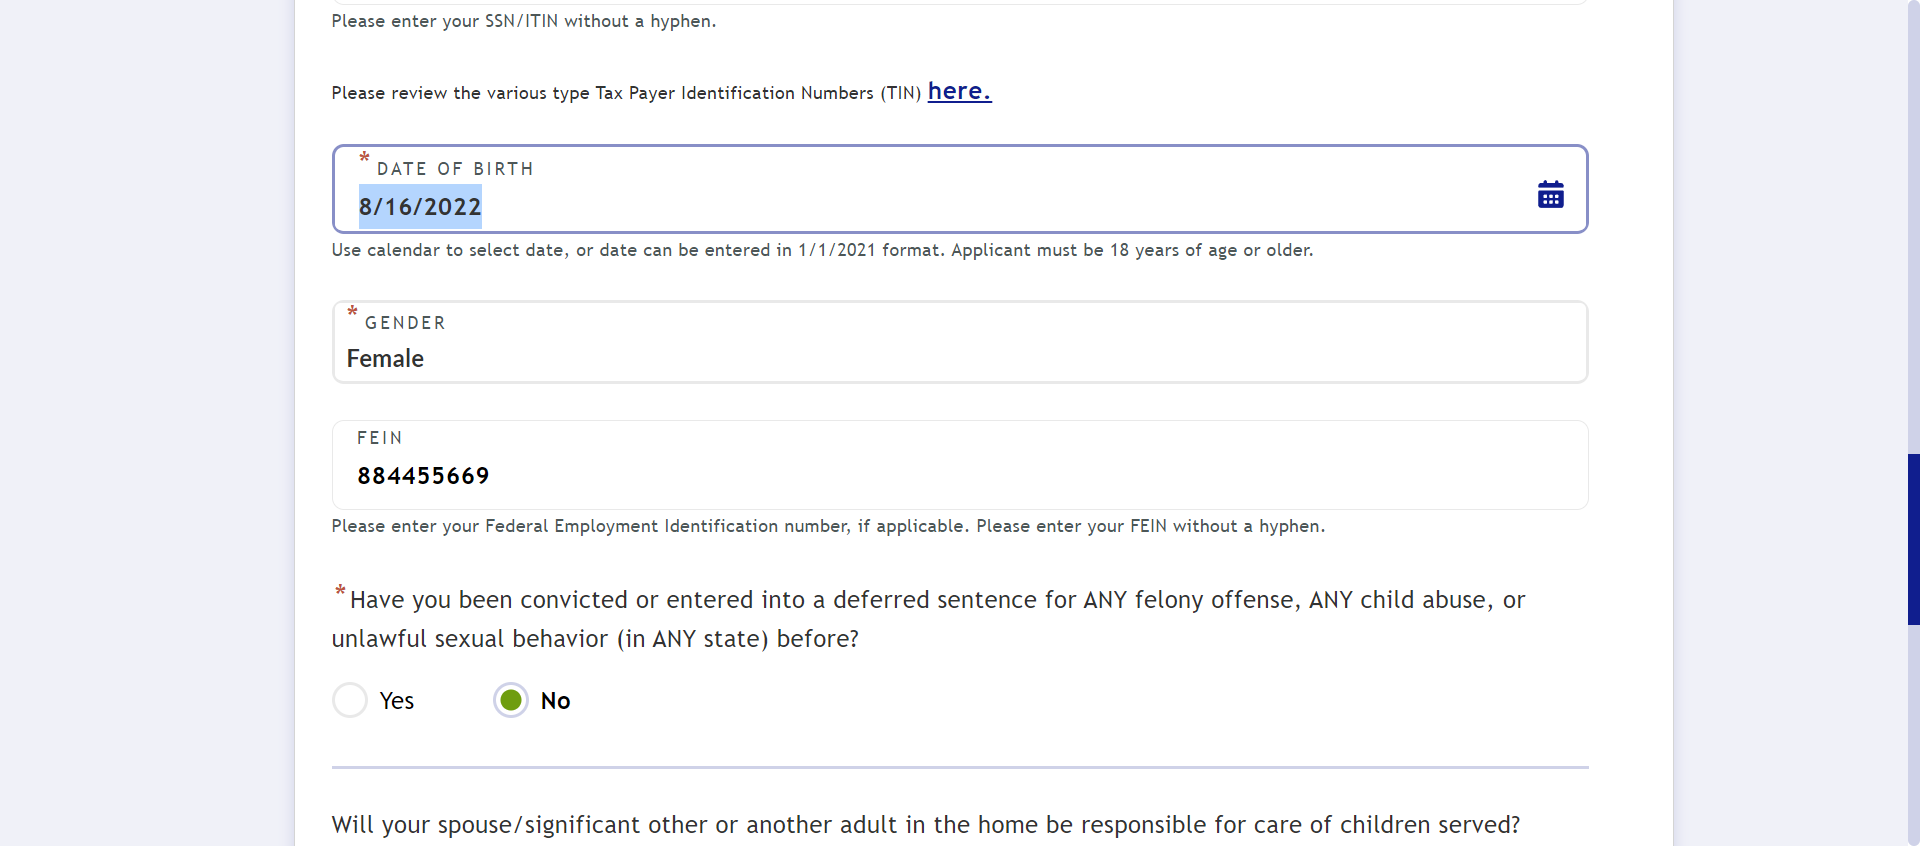 Please enter your SSN/ITIN without a hyphen.
Please review the various type Tax Payer Identification Numbers (TIN) here.
* DATE OF BIRTH
8/16/2022
Use calendar to select date, or date can be entered in 1/1/2021 format. Applicant must be 18 years of age or older.
* GENDER
Female
FEIN
884455669
Please enter your Federal Employment Identification number, if applicable. Please enter your FEIN without a hyphen.
* Have you been convicted or entered into a deferred sentence for ANY felony offense, ANY child abuse, or
unlawful sexual behavior (in ANY state) before?
Yes No
Will your spouse/significant other or another adult in the home be responsible for care of children served?